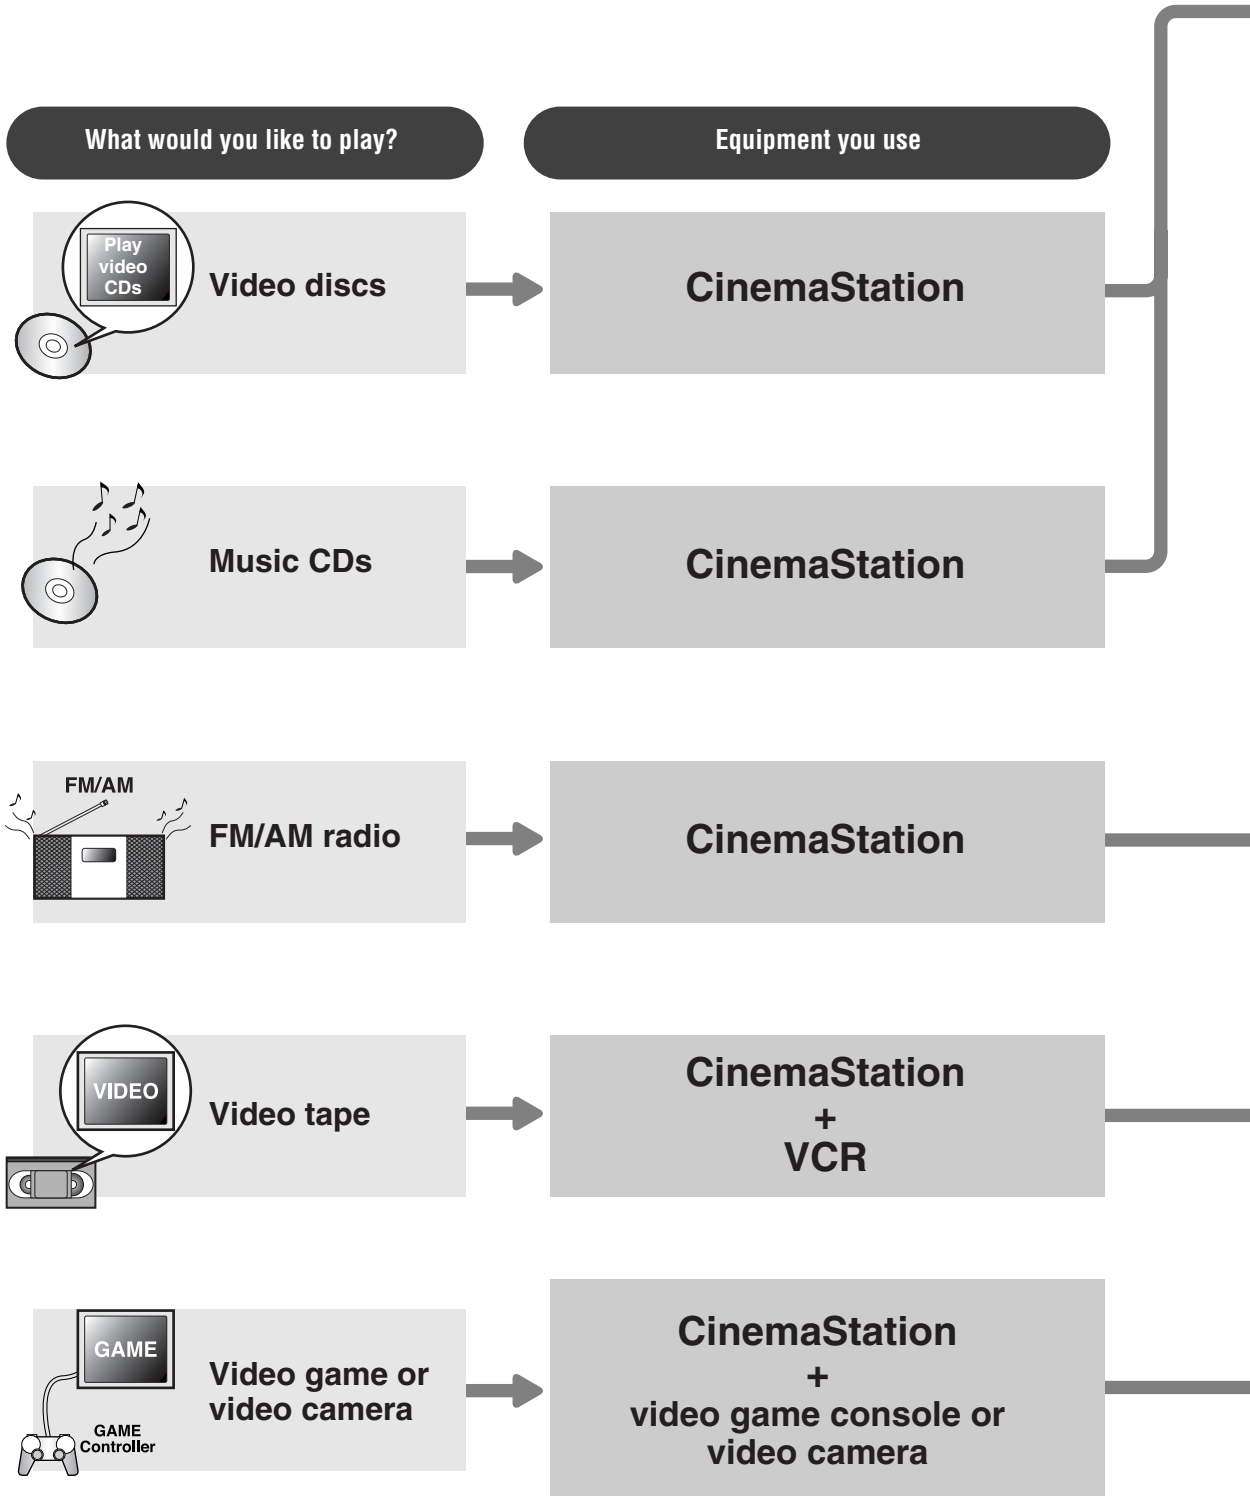 What would you like to play?
Equipment you use
Play
video
CDs
Video discs
CinemaStation
Music CDs
CinemaStation
FM/AM
FM/AM radio
CinemaStation
VIDEO
Video tape
CinemaStation
+
VCR
GAME
GAME
Controller
Video game or
video camera
CinemaStation
+
video game console or
video camera